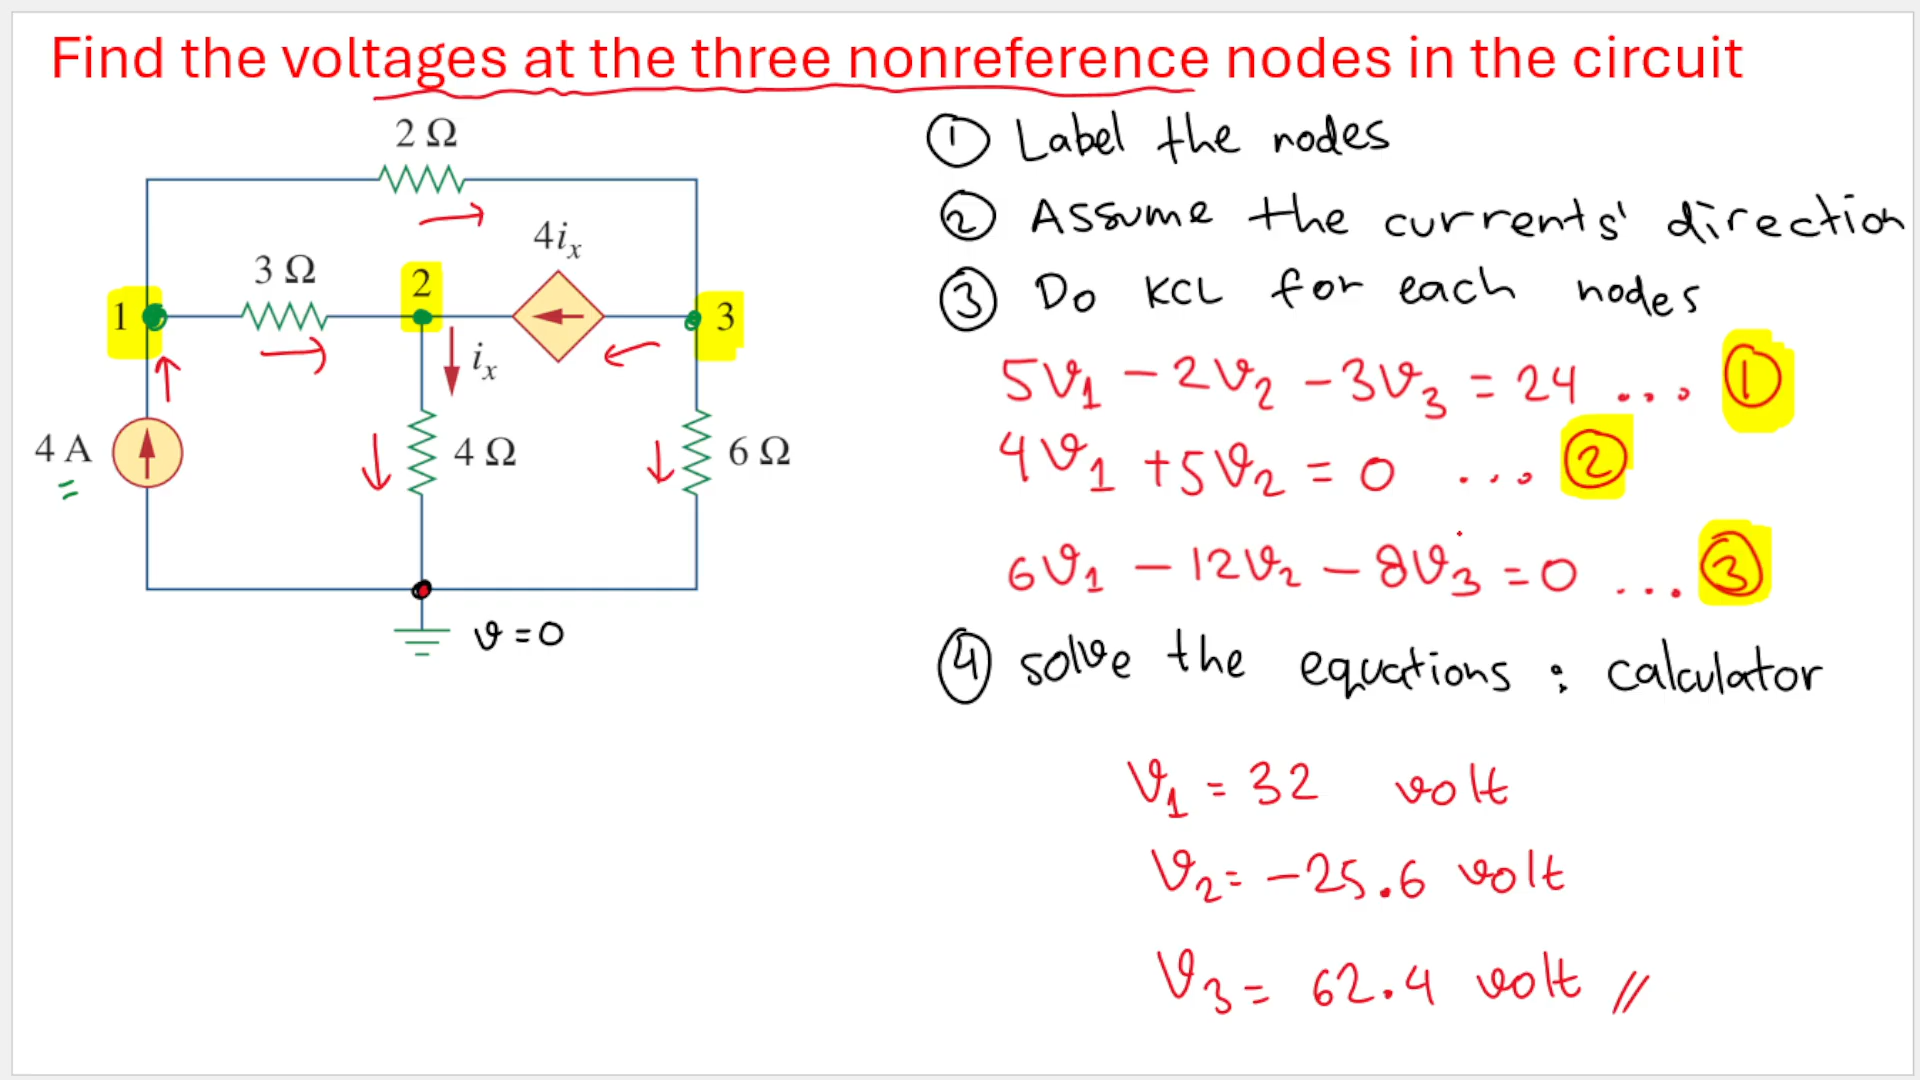 Find the voltages at the three nonreference nodes in the circuit
2 Ω
4iₓ
3 Ω
2
1
3
iₓ
4 A
4 Ω
6 Ω
v = 0
① Label the nodes
② Assume the currents' direction
③ Do KCL for each nodes
5v₁ − 2v₂ − 3v₃ = 24 ... ①
4v₁ + 5v₂ = 0 ... ②
6v₁ − 12v₂ − 8v₃ = 0 ... ③
④ solve the equations : calculator
v₁ = 32 volt
v₂ = −25.6 volt
v₃ = 62.4 volt //